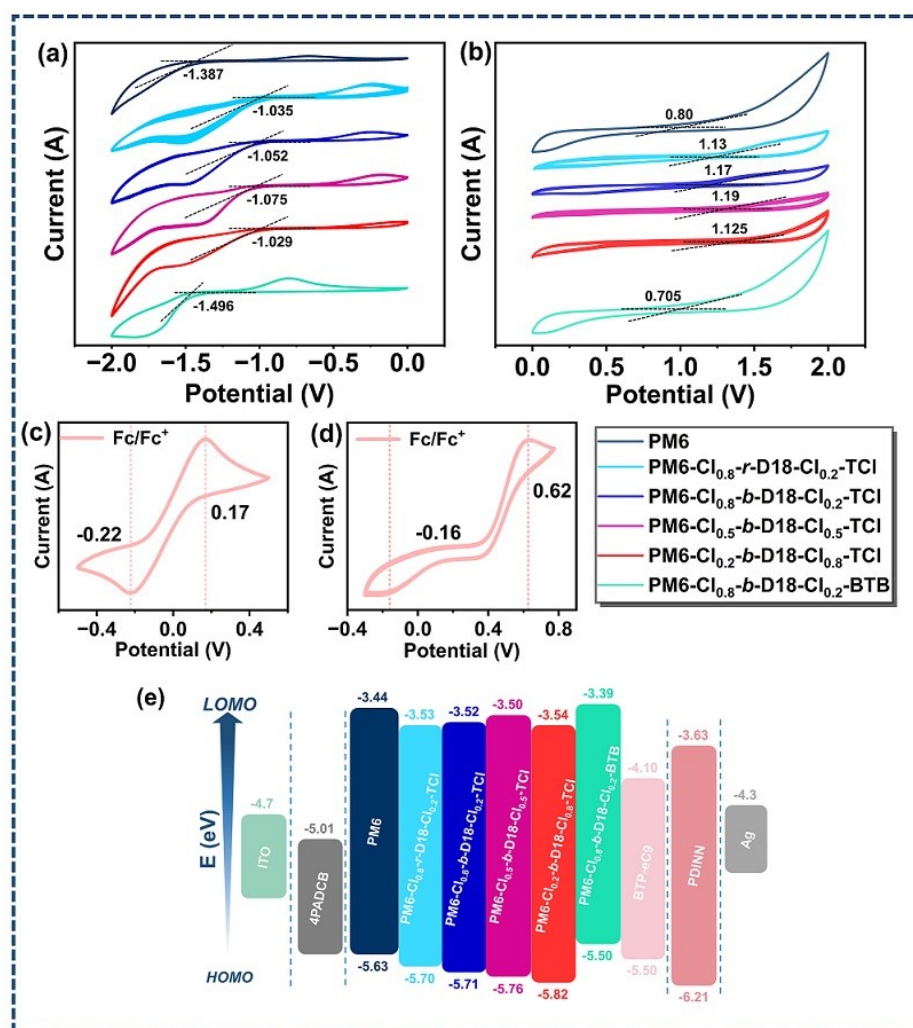 (a)
-1.387
-1.035
-1.052
-1.075
-1.029
-1.496
Current (A)
−2.0 −1.5 −1.0 −0.5 0.0
Potential (V)
(b)
0.80
1.13
1.17
1.19
1.125
0.705
Current (A)
0.0 0.5 1.0 1.5 2.0
Potential (V)
(c)
Fc/Fc⁺
-0.22
0.17
Current (A)
−0.4 0.0 0.4
Potential (V)
(d)
Fc/Fc⁺
-0.16
0.62
Current (A)
−0.4 0.0 0.4 0.8
Potential (V)
PM6
PM6-Cl₀.₈-r-D18-Cl₀.₂-TCl
PM6-Cl₀.₈-b-D18-Cl₀.₂-TCl
PM6-Cl₀.₅-b-D18-Cl₀.₅-TCl
PM6-Cl₀.₂-b-D18-Cl₀.₈-TCl
PM6-Cl₀.₈-b-D18-Cl₀.₂-BTB
(e)
LOMO
E (eV)
HOMO
-4.7
ITO
-5.01
4PADCB
-3.44
PM6
-5.63
-3.53
PM6-Cl₀.₈-r-D18-Cl₀.₂-TCl
-5.70
-3.52
PM6-Cl₀.₈-b-D18-Cl₀.₂-TCl
-5.71
-3.50
PM6-Cl₀.₅-b-D18-Cl₀.₅-TCl
-5.76
-3.54
PM6-Cl₀.₂-b-D18-Cl₀.₈-TCl
-5.82
-3.39
PM6-Cl₀.₈-b-D18-Cl₀.₂-BTB
-5.50
-4.10
BTP-eC9
-5.50
-3.63
PDINN
-6.21
-4.3
Ag